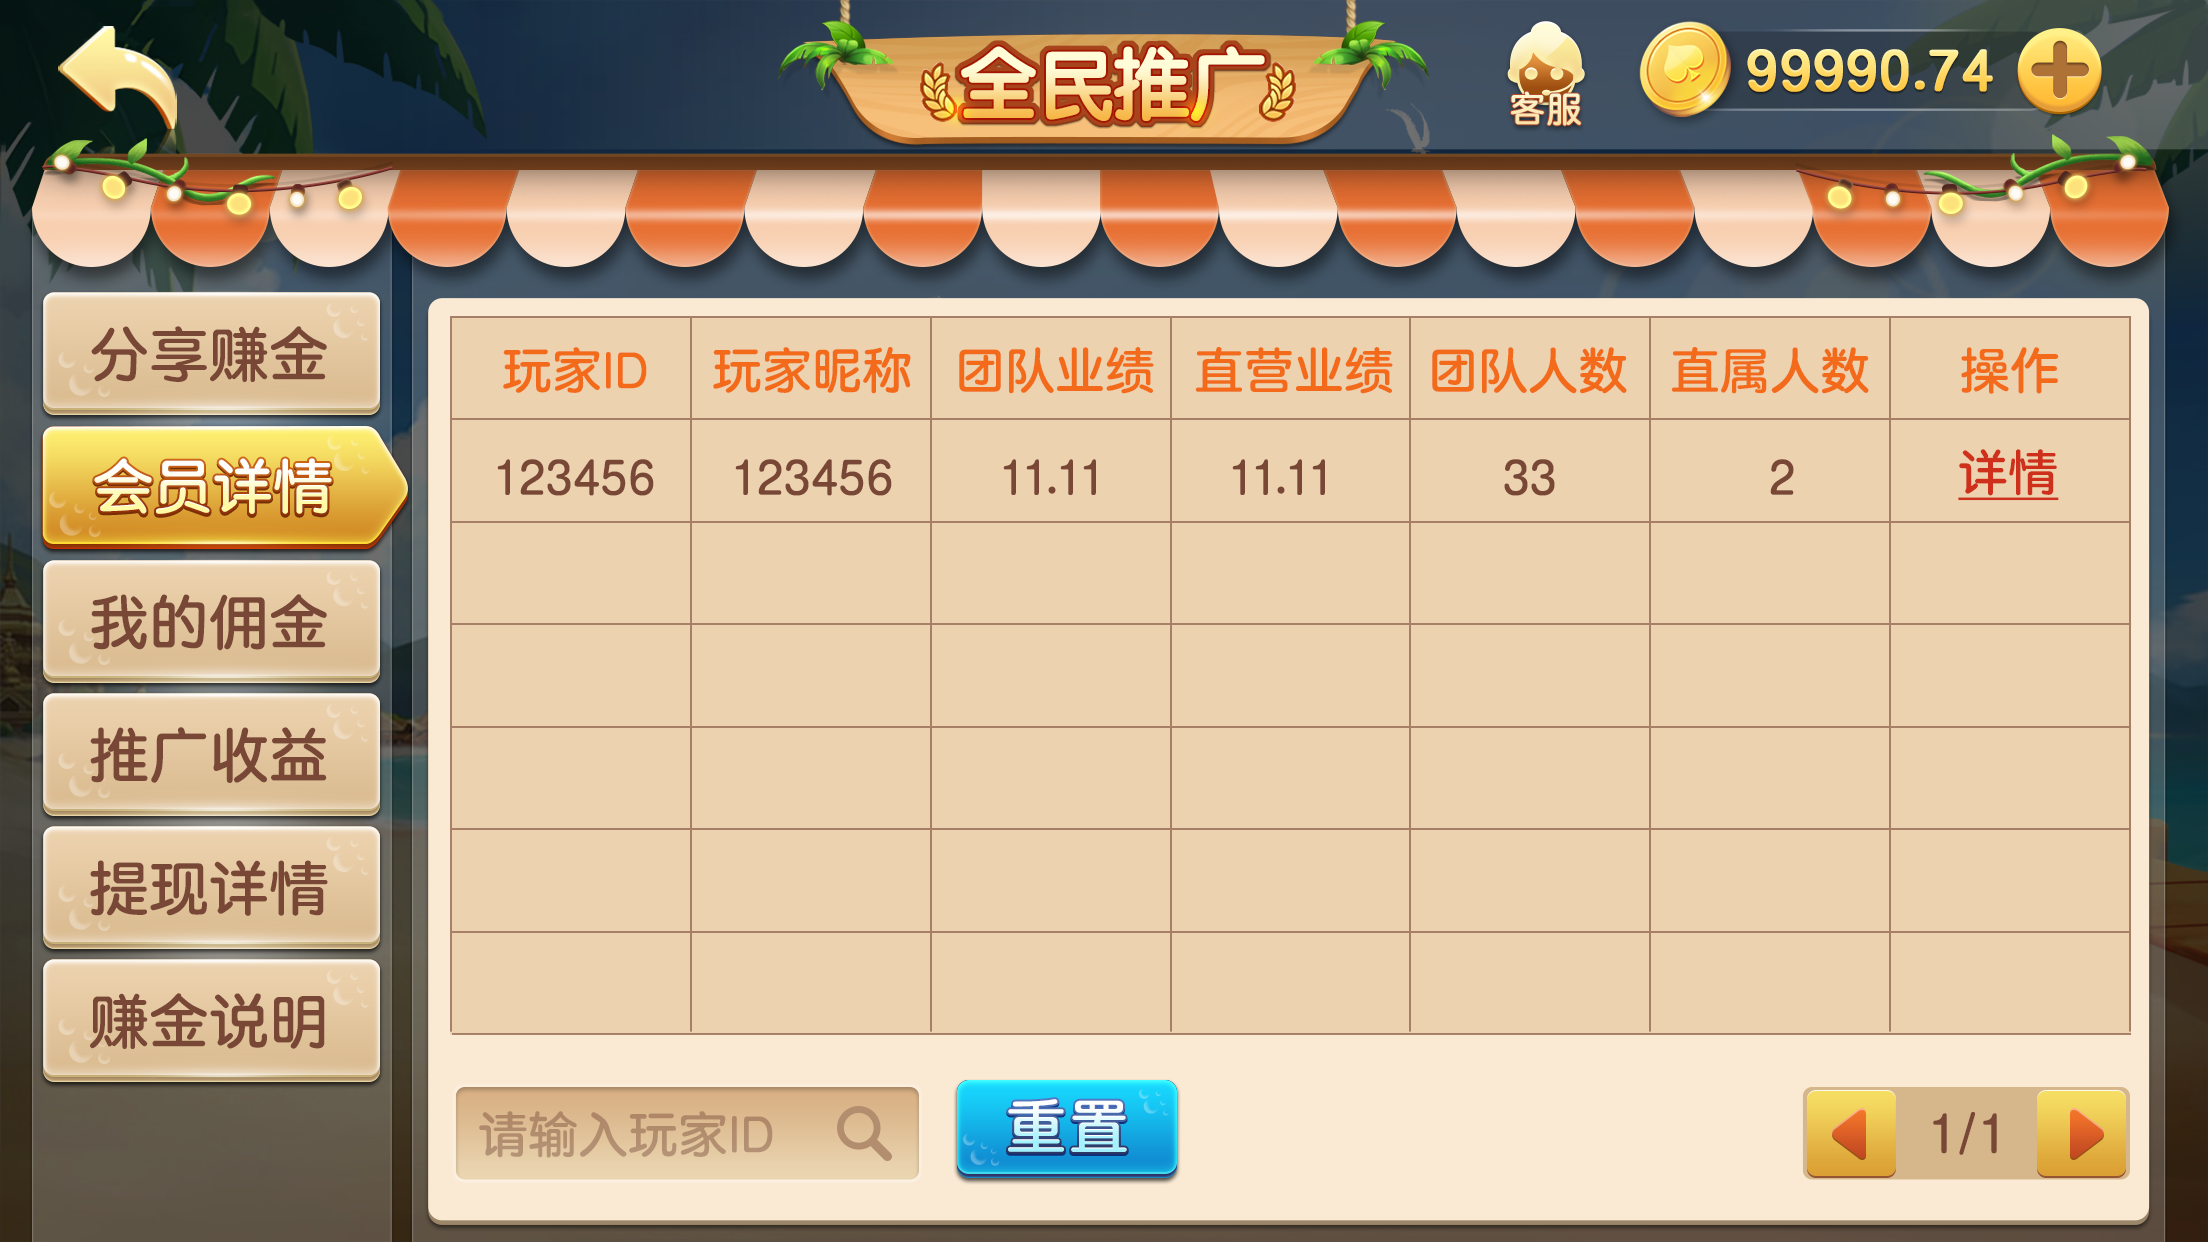 全民推广
客服
99990.74
分享赚金
会员详情
我的佣金
推广收益
提现详情
赚金说明
玩家ID 玩家昵称 团队业绩 直营业绩 团队人数 直属人数 操作
123456 123456 11.11 11.11 33 2 详情
请输入玩家ID
重置
1/1